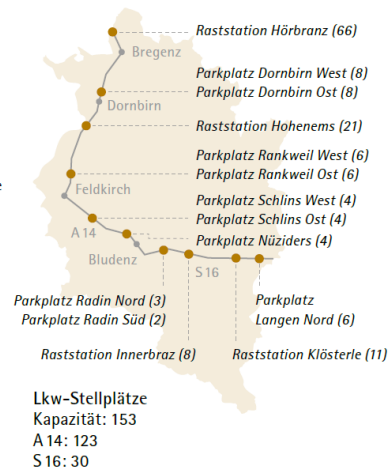 Raststation Hörbranz (66)
Bregenz
Parkplatz Dornbirn West (8)
Parkplatz Dornbirn Ost (8)
Dornbirn
Raststation Hohenems (21)
Parkplatz Rankweil West (6)
Parkplatz Rankweil Ost (6)
e
Feldkirch
Parkplatz Schlins West (4)
Parkplatz Schlins Ost (4)
A 14
Parkplatz Nüziders (4)
Bludenz
S 16
Parkplatz Radin Nord (3)
Parkplatz Radin Süd (2)
Parkplatz
Langen Nord (6)
Raststation Innerbraz (8)
Raststation Klösterle (11)
Lkw-Stellplätze
Kapazität: 153
A 14: 123
S 16: 30